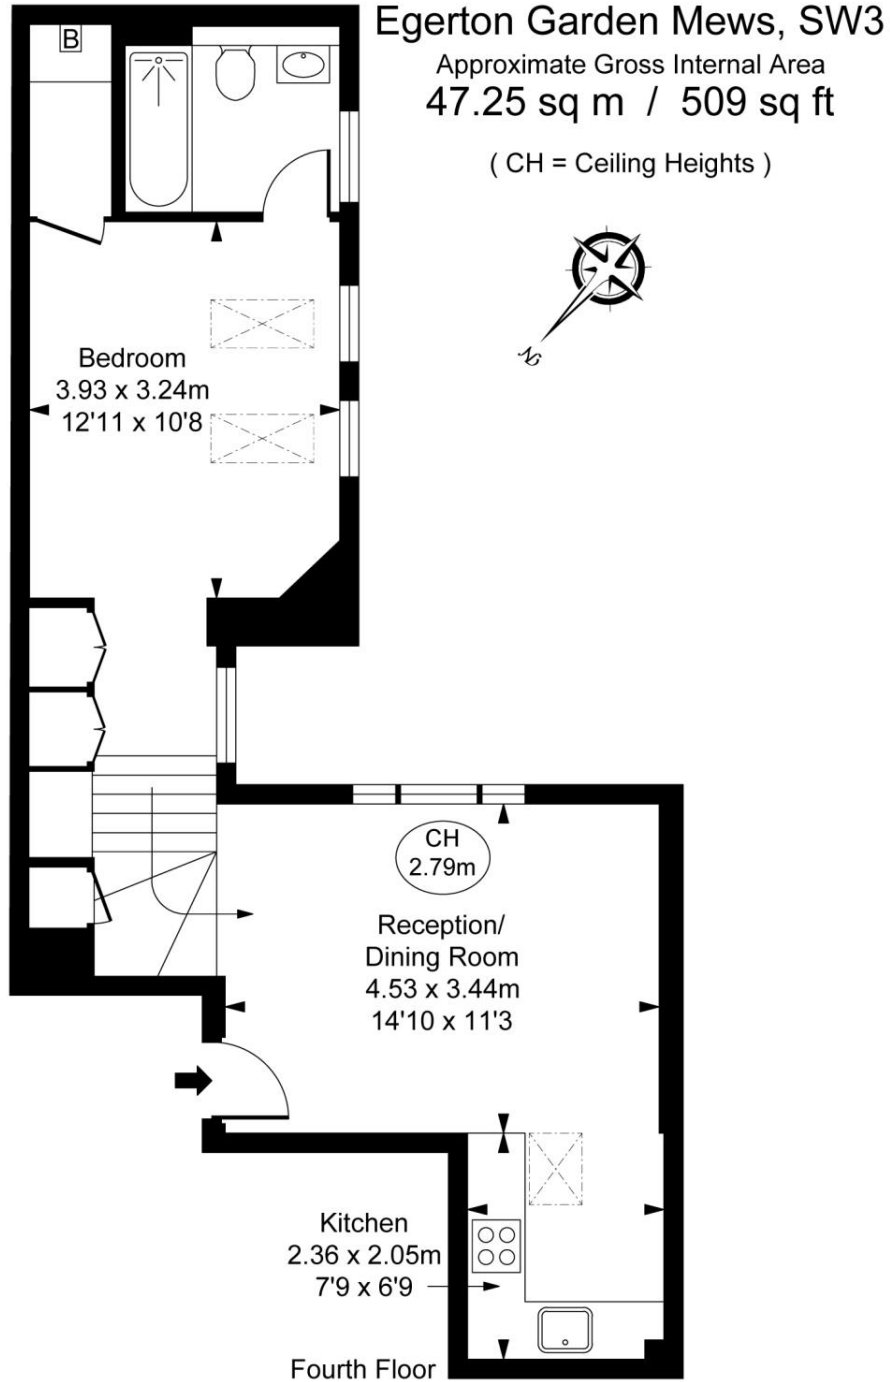 Egerton Garden Mews, SW3
Approximate Gross Internal Area
47.25 sq m / 509 sq ft
( CH = Ceiling Heights )
B
N
Bedroom
3.93 x 3.24m
12'11 x 10'8
CH
2.79m
Reception/
Dining Room
4.53 x 3.44m
14'10 x 11'3
Kitchen
2.36 x 2.05m
7'9 x 6'9
Fourth Floor